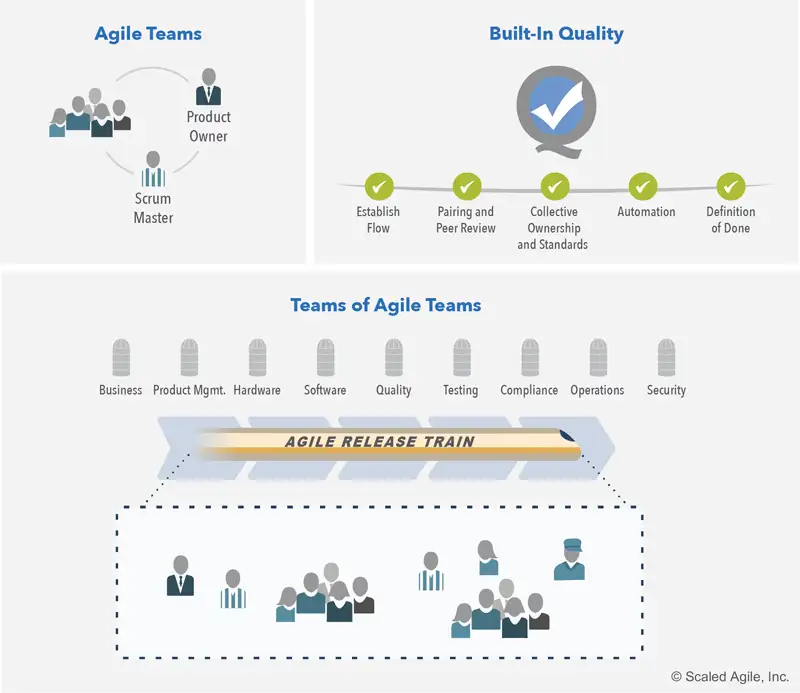 Agile Teams
Product
Owner
Scrum
Master
Built-In Quality
Establish
Flow
Pairing and
Peer Review
Collective
Ownership
and Standards
Automation
Definition
of Done
Teams of Agile Teams
Business
Product Mgmt.
Hardware
Software
Quality
Testing
Compliance
Operations
Security
AGILE RELEASE TRAIN
© Scaled Agile, Inc.